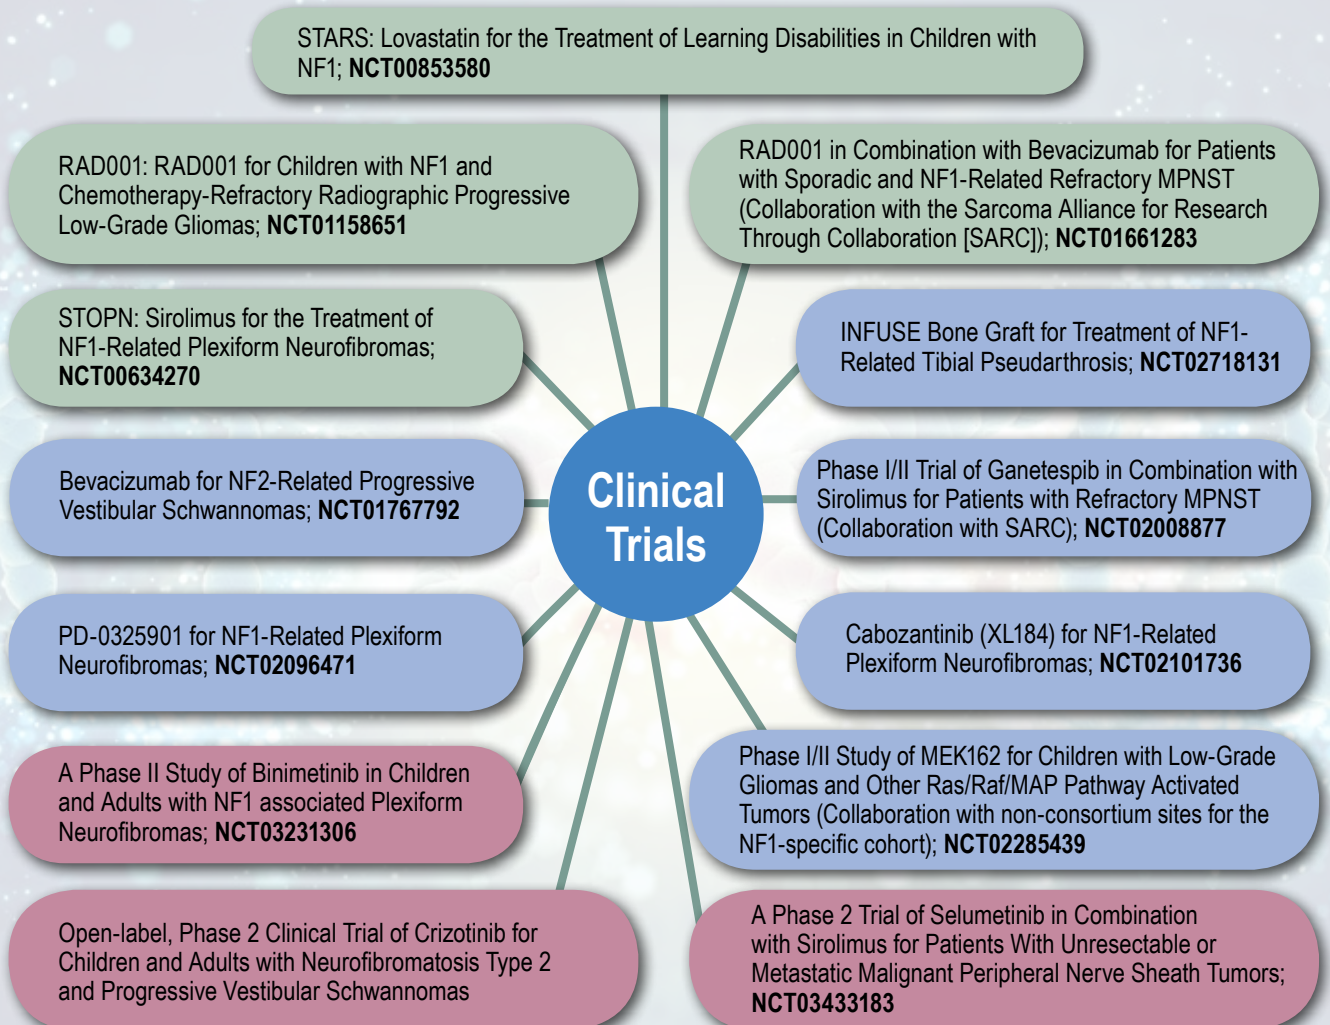 STARS: Lovastatin for the Treatment of Learning Disabilities in Children with
NF1; NCT00853580
RAD001: RAD001 for Children with NF1 and
Chemotherapy-Refractory Radiographic Progressive
Low-Grade Gliomas; NCT01158651
RAD001 in Combination with Bevacizumab for Patients
with Sporadic and NF1-Related Refractory MPNST
(Collaboration with the Sarcoma Alliance for Research
Through Collaboration [SARC]); NCT01661283
STOPN: Sirolimus for the Treatment of
NF1-Related Plexiform Neurofibromas;
NCT00634270
INFUSE Bone Graft for Treatment of NF1-
Related Tibial Pseudarthrosis; NCT02718131
Clinical
Trials
Bevacizumab for NF2-Related Progressive
Vestibular Schwannomas; NCT01767792
Phase I/II Trial of Ganetespib in Combination with
Sirolimus for Patients with Refractory MPNST
(Collaboration with SARC); NCT02008877
PD-0325901 for NF1-Related Plexiform
Neurofibromas; NCT02096471
Cabozantinib (XL184) for NF1-Related
Plexiform Neurofibromas; NCT02101736
A Phase II Study of Binimetinib in Children
and Adults with NF1 associated Plexiform
Neurofibromas; NCT03231306
Phase I/II Study of MEK162 for Children with Low-Grade
Gliomas and Other Ras/Raf/MAP Pathway Activated
Tumors (Collaboration with non-consortium sites for the
NF1-specific cohort); NCT02285439
Open-label, Phase 2 Clinical Trial of Crizotinib for
Children and Adults with Neurofibromatosis Type 2
and Progressive Vestibular Schwannomas
A Phase 2 Trial of Selumetinib in Combination
with Sirolimus for Patients With Unresectable or
Metastatic Malignant Peripheral Nerve Sheath Tumors;
NCT03433183